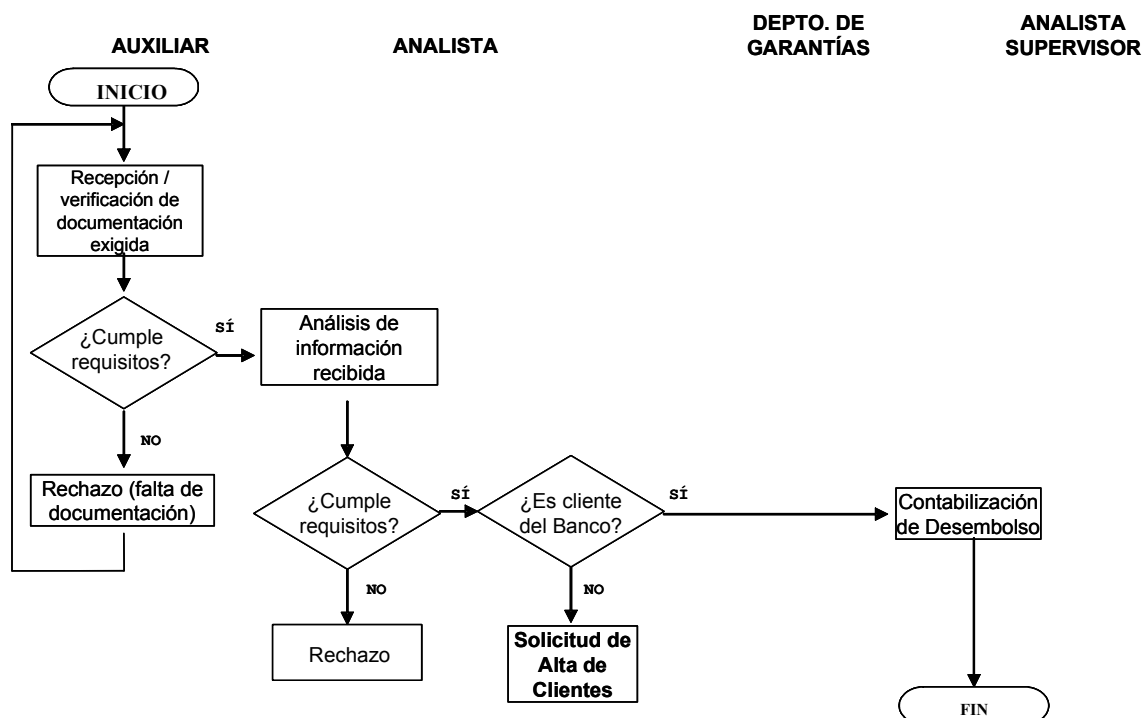 AUXILIAR
ANALISTA
DEPTO. DE
GARANTÍAS
ANALISTA
SUPERVISOR
INICIO
Recepción /
verificación de
documentación
exigida
¿Cumple
requisitos?
SÍ
Análisis de
información
recibida
NO
Rechazo (falta de
documentación)
¿Cumple
requisitos?
SÍ
¿Es cliente
del Banco?
SÍ
Contabilización
de Desembolso
NO
Rechazo
NO
Solicitud de
Alta de
Clientes
FIN